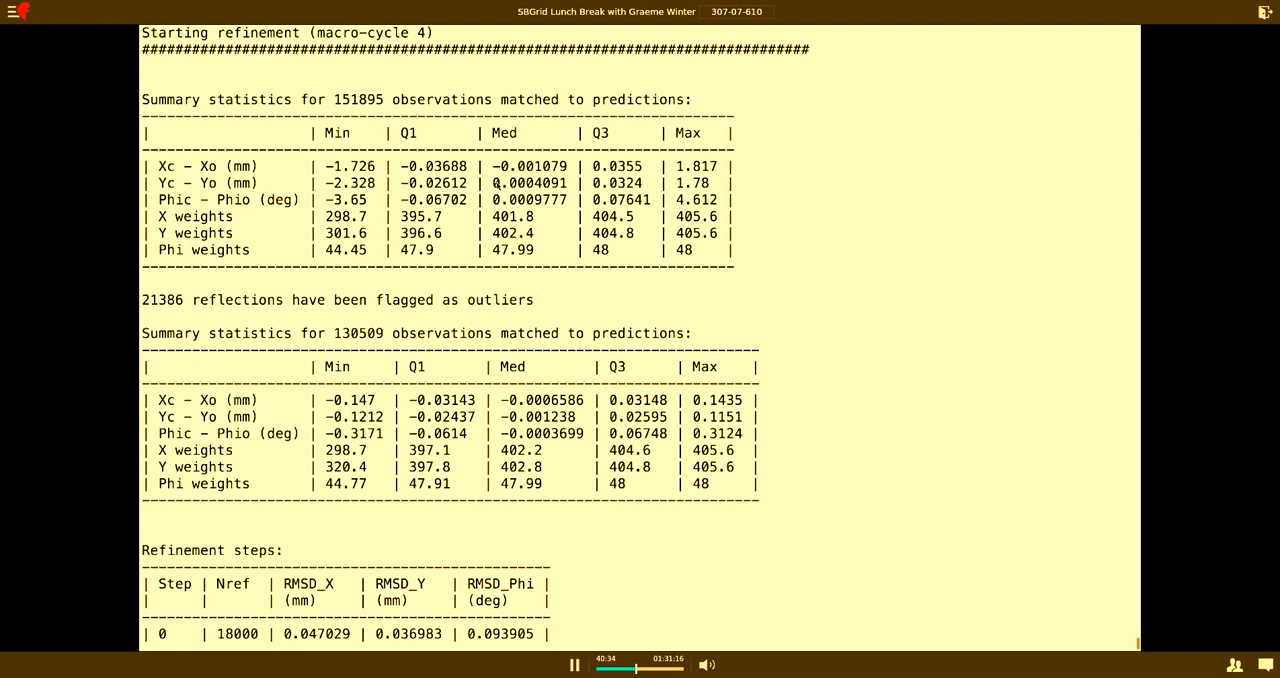 SBGrid Lunch Break with Graeme Winter 307-07-610
Starting refinement (macro-cycle 4)
################################################################################
Summary statistics for 151895 observations matched to predictions:
-----------------------------------------------------------------------
| | Min | Q1 | Med | Q3 | Max |
-----------------------------------------------------------------------
| Xc - Xo (mm) | -1.726 | -0.03688 | -0.001079 | 0.0355 | 1.817 |
| Yc - Yo (mm) | -2.328 | -0.02612 | 0.0004091 | 0.0324 | 1.78 |
| Phic - Phio (deg) | -3.65 | -0.06702 | 0.0009777 | 0.07641 | 4.612 |
| X weights | 298.7 | 395.7 | 401.8 | 404.5 | 405.6 |
| Y weights | 301.6 | 396.6 | 402.4 | 404.8 | 405.6 |
| Phi weights | 44.45 | 47.9 | 47.99 | 48 | 48 |
-----------------------------------------------------------------------
21386 reflections have been flagged as outliers
Summary statistics for 130509 observations matched to predictions:
--------------------------------------------------------------------------
| | Min | Q1 | Med | Q3 | Max |
--------------------------------------------------------------------------
| Xc - Xo (mm) | -0.147 | -0.03143 | -0.0006586 | 0.03148 | 0.1435 |
| Yc - Yo (mm) | -0.1212 | -0.02437 | -0.001238 | 0.02595 | 0.1151 |
| Phic - Phio (deg) | -0.3171 | -0.0614 | -0.0003699 | 0.06748 | 0.3124 |
| X weights | 298.7 | 397.1 | 402.2 | 404.6 | 405.6 |
| Y weights | 320.4 | 397.8 | 402.8 | 404.8 | 405.6 |
| Phi weights | 44.77 | 47.91 | 47.99 | 48 | 48 |
--------------------------------------------------------------------------
Refinement steps:
-------------------------------------------------
| Step | Nref | RMSD_X | RMSD_Y | RMSD_Phi |
| | | (mm) | (mm) | (deg) |
-------------------------------------------------
| 0 | 18000 | 0.047029 | 0.036983 | 0.093905 |
40:34 01:31:16